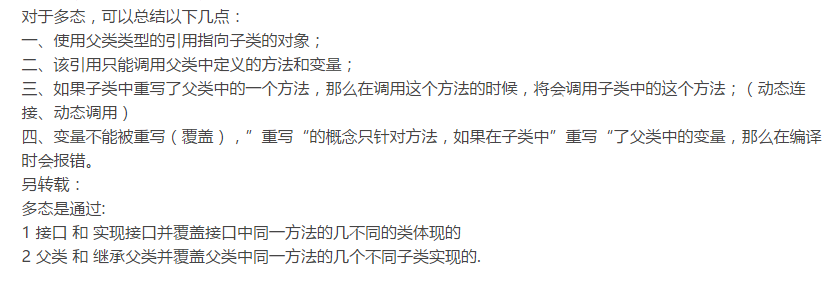 对于多态，可以总结以下几点：
一、使用父类类型的引用指向子类的对象；
二、该引用只能调用父类中定义的方法和变量；
三、如果子类中重写了父类中的一个方法，那么在调用这个方法的时候，将会调用子类中的这个方法；（动态连
接、动态调用）
四、变量不能被重写（覆盖），”重写“的概念只针对方法，如果在子类中”重写“了父类中的变量，那么在编译
时会报错。
另转载：
多态是通过:
1 接口 和 实现接口并覆盖接口中同一方法的几不同的类体现的
2 父类 和 继承父类并覆盖父类中同一方法的几个不同子类实现的.